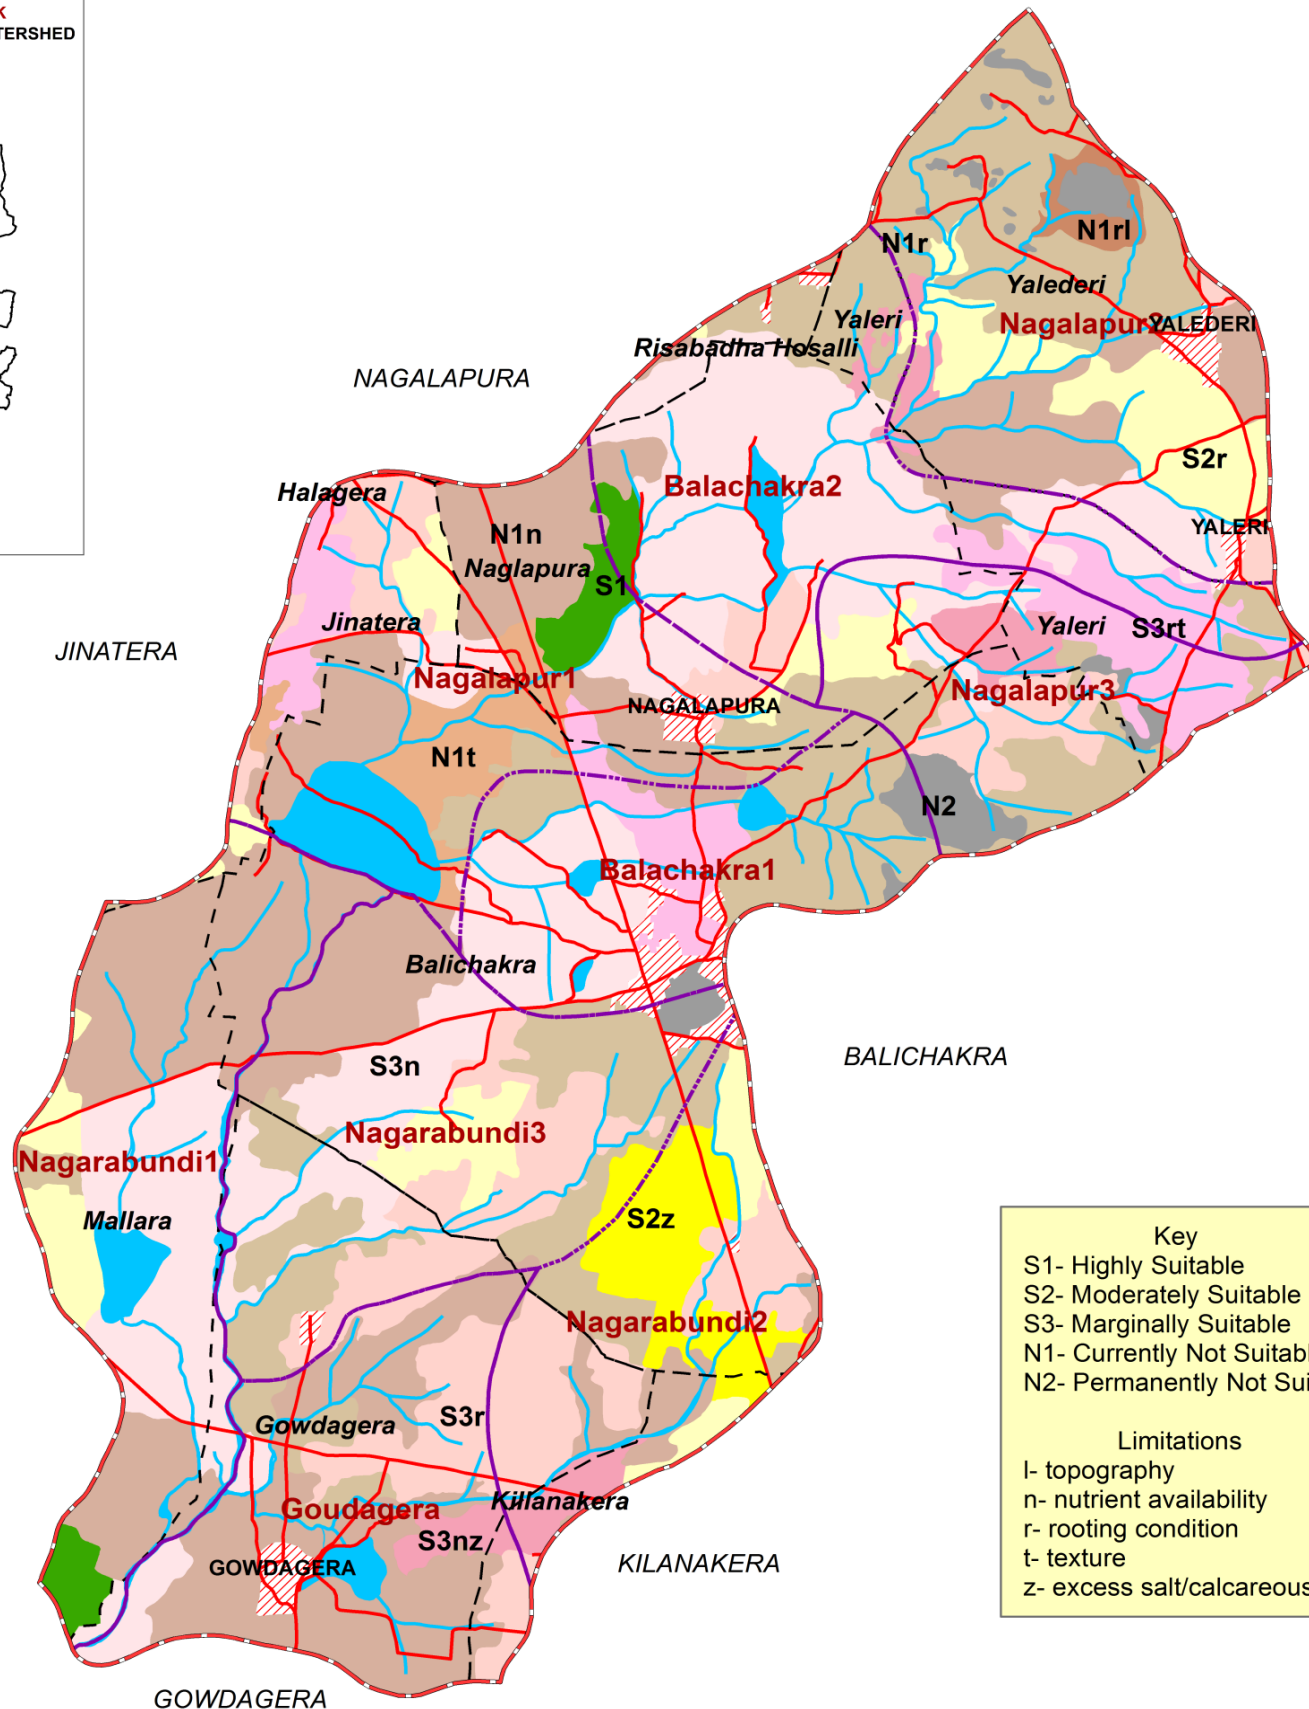 K
TERSHED
N1rl
N1r
Yalederi
Yaleri
Nagalapur2
YALEDERI
Risabadha Hosalli
NAGALAPURA
S2r
Halagera
Balachakra2
YALERI
N1n
Naglapura
S1
Jinatera
Yaleri
S3rt
JINATERA
Nagalapur1
Nagalapur3
NAGALAPURA
N1t
N2
Balachakra1
Balichakra
BALICHAKRA
S3n
Nagarabundi3
Nagarabundi1
Mallara
S2z
Nagarabundi2
Key
S1- Highly Suitable
S2- Moderately Suitable
S3- Marginally Suitable
N1- Currently Not Suitab
N2- Permanently Not Sui
Limitations
l- topography
n- nutrient availability
r- rooting condition
t- texture
z- excess salt/calcareous
S3r
Gowdagera
Killanakera
Goudagera
S3nz
GOWDAGERA
KILANAKERA
GOWDAGERA